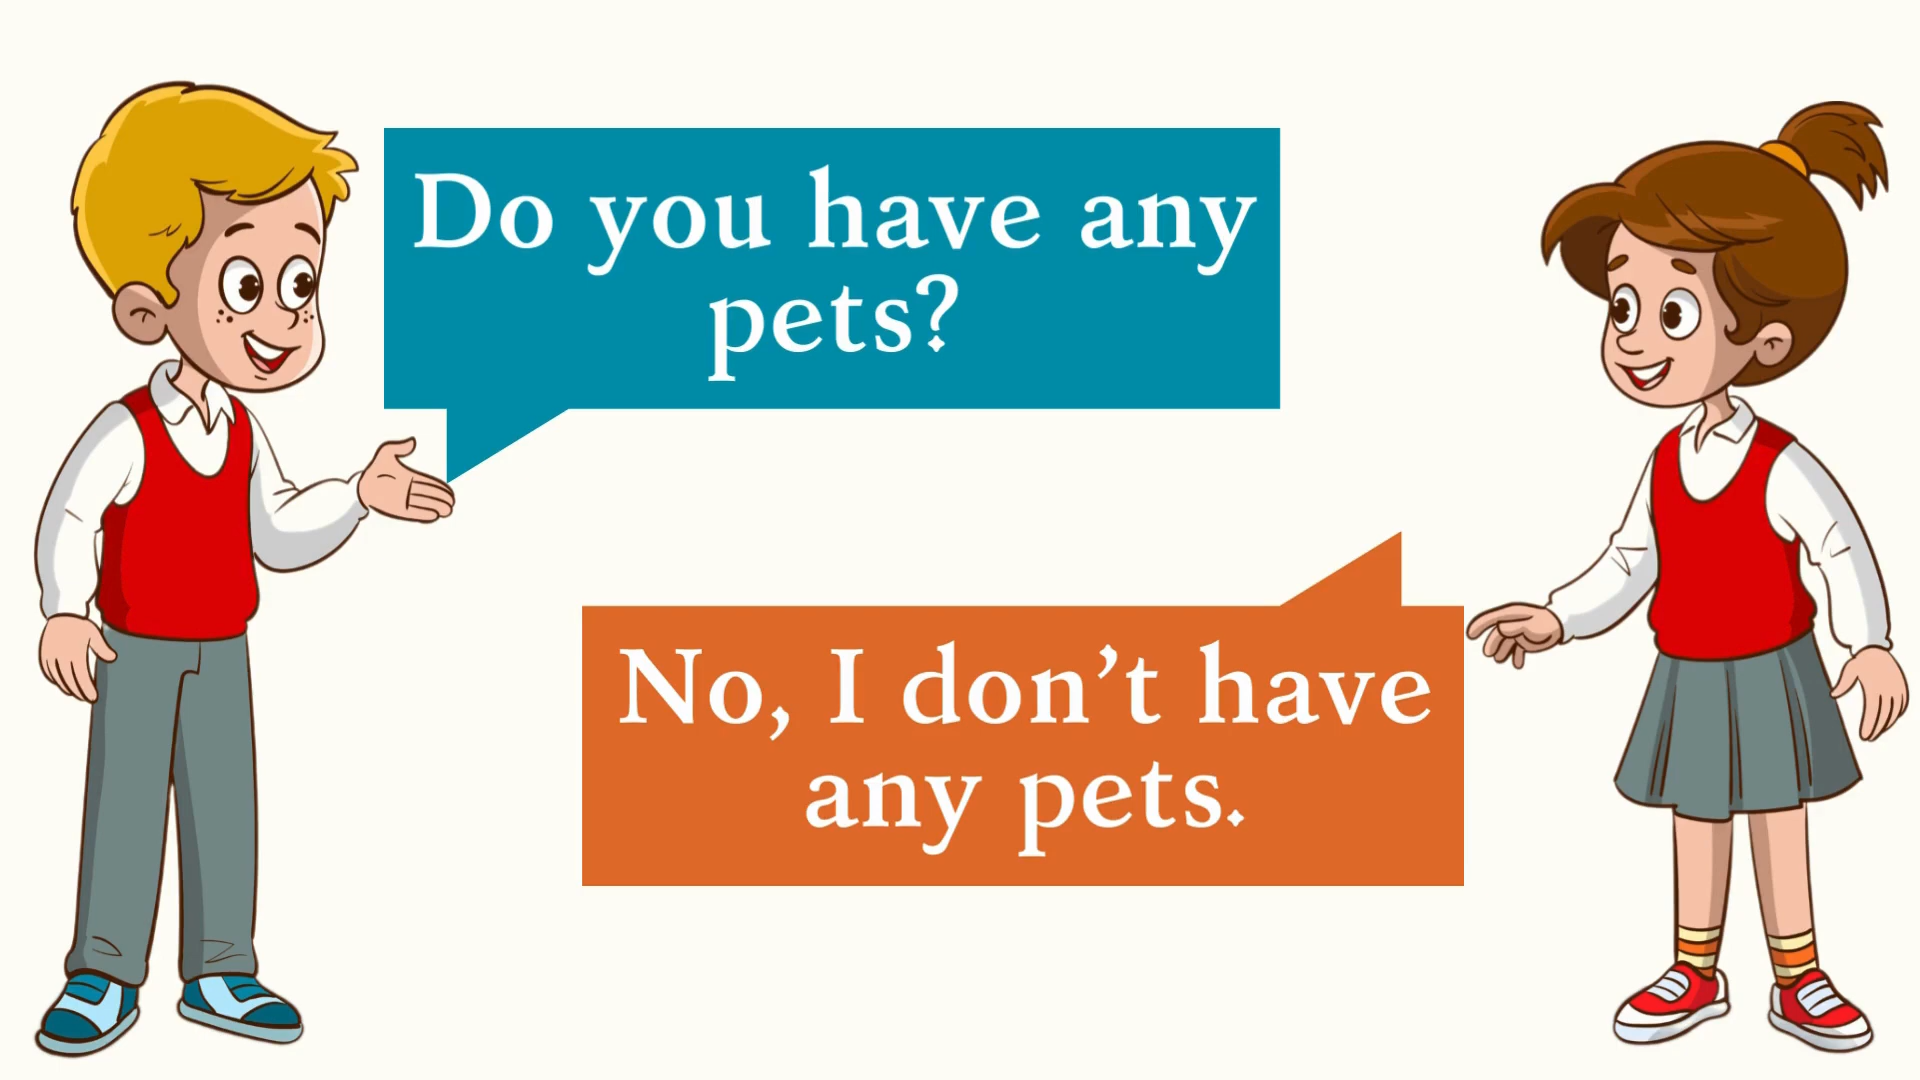 Do you have any
pets?
No, I don’t have
any pets.